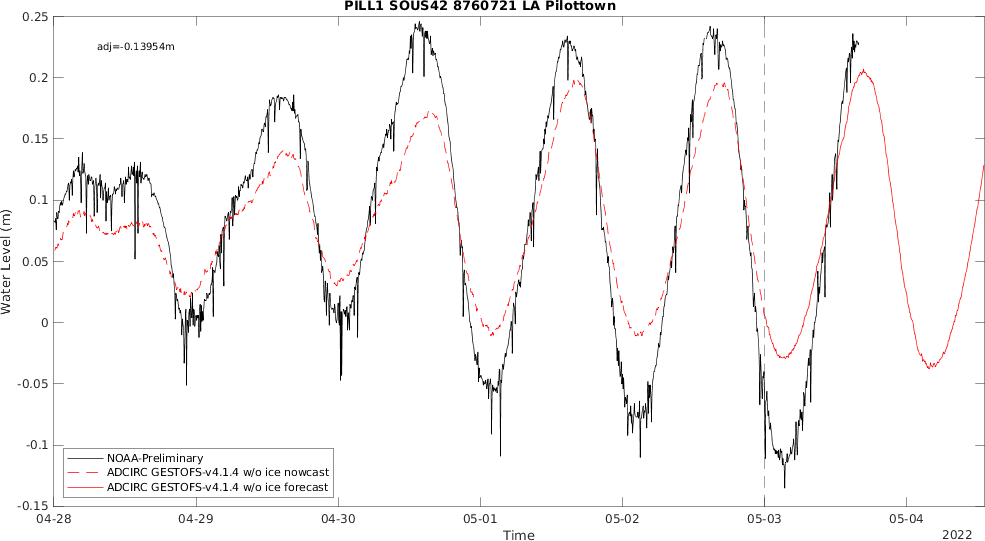 PILL1 SOUS42 8760721 LA Pilottown
adj=-0.13954m
0.25
0.2
0.15
0.1
0.05
0
-0.05
-0.1
-0.15
Water Level (m)
NOAA-Preliminary
ADCIRC GESTOFS-v4.1.4 w/o ice nowcast
ADCIRC GESTOFS-v4.1.4 w/o ice forecast
04-28 04-29 04-30 05-01 05-02 05-03 05-04
Time
2022